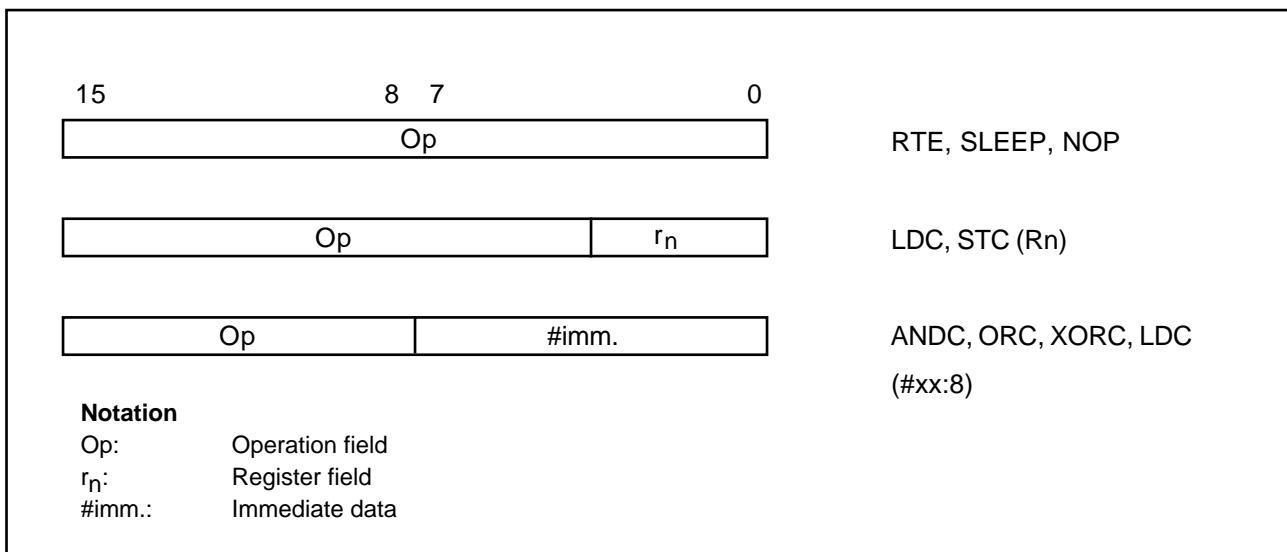 15 8 7 0
Op RTE, SLEEP, NOP
Op rn LDC, STC (Rn)
Op #imm. ANDC, ORC, XORC, LDC
(#xx:8)
Notation
Op: Operation field
rn: Register field
#imm.: Immediate data